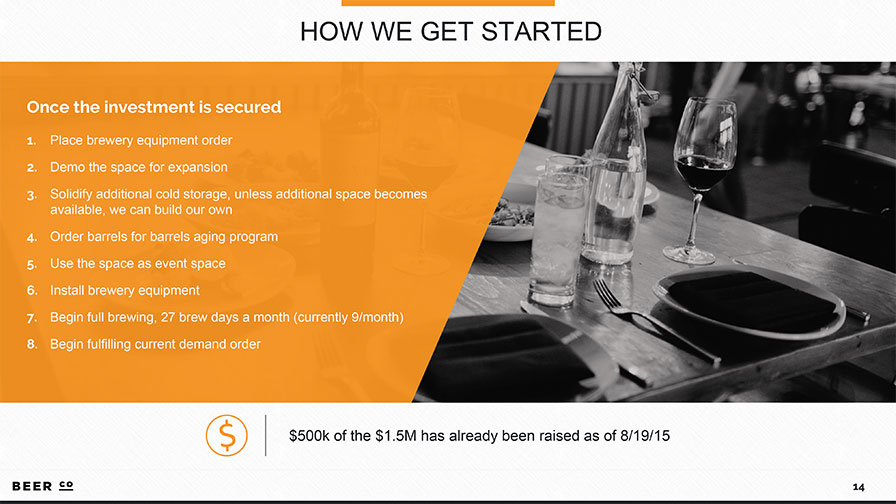 HOW WE GET STARTED
Once the investment is secured
1. Place brewery equipment order
2. Demo the space for expansion
3. Solidify additional cold storage, unless additional space becomes
available, we can build our own
4. Order barrels for barrels aging program
5. Use the space as event space
6. Install brewery equipment
7. Begin full brewing, 27 brew days a month (currently 9/month)
8. Begin fulfilling current demand order
$
$500k of the $1.5M has already been raised as of 8/19/15
BEER CO
14